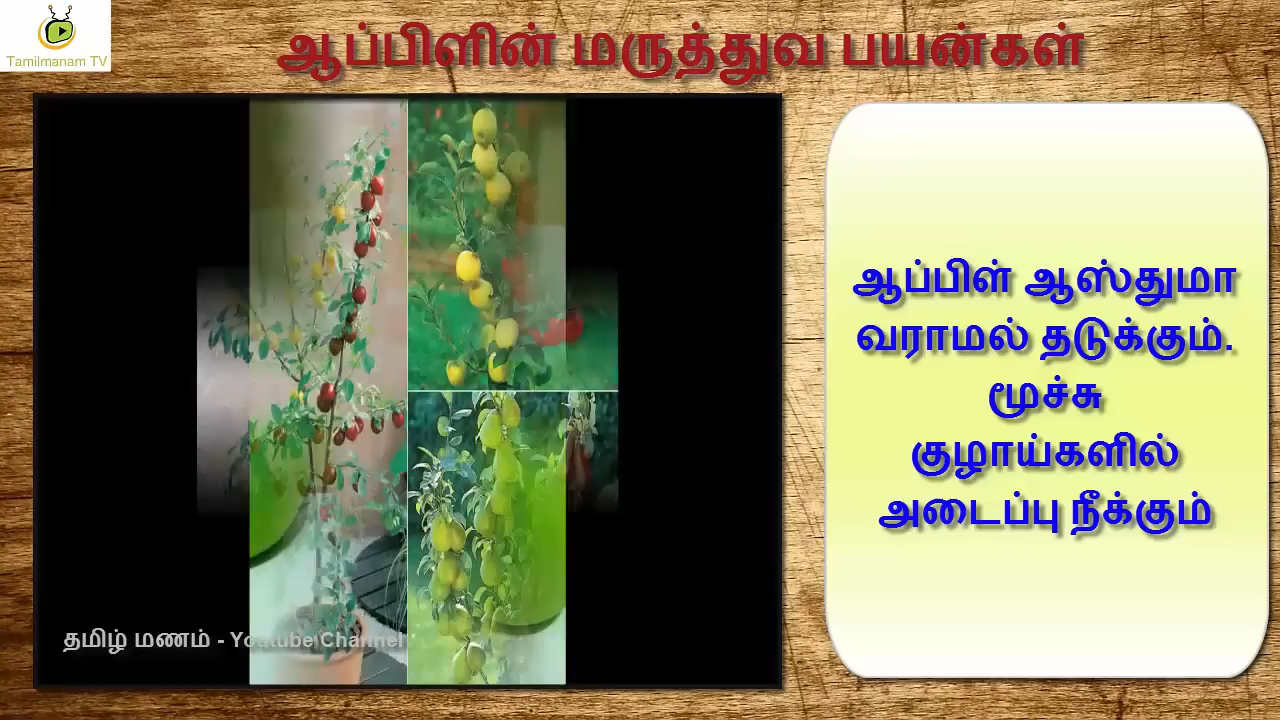 Tamilmanam TV
ஆப்பிளின் மருத்துவ பயன்கள்
ஆப்பிள் ஆஸ்துமா
வராமல் தடுக்கும்.
மூச்சு
குழாய்களில்
அடைப்பு நீக்கும்
தமிழ் மணம் - Youtube Channel